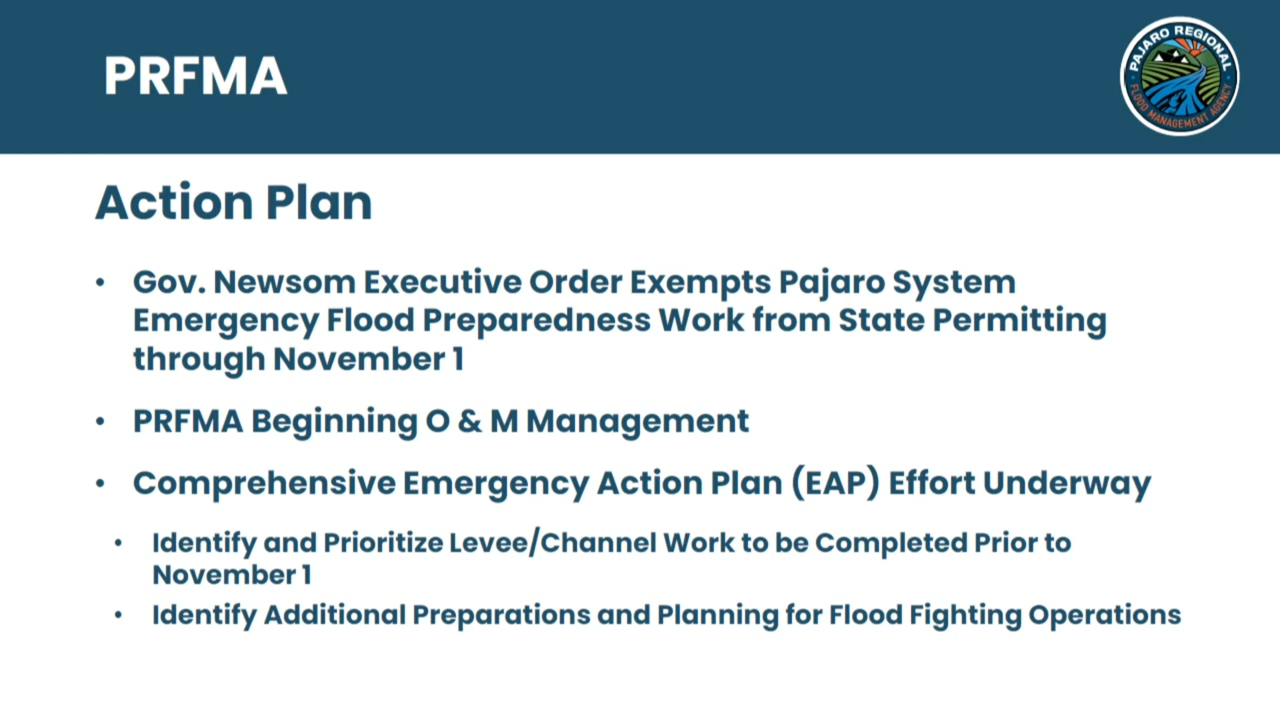 PRFMA
PAJARO REGIONAL
FLOOD MANAGEMENT AGENCY
Action Plan
• Gov. Newsom Executive Order Exempts Pajaro System
Emergency Flood Preparedness Work from State Permitting
through November 1
• PRFMA Beginning O & M Management
• Comprehensive Emergency Action Plan (EAP) Effort Underway
• Identify and Prioritize Levee/Channel Work to be Completed Prior to
November 1
• Identify Additional Preparations and Planning for Flood Fighting Operations